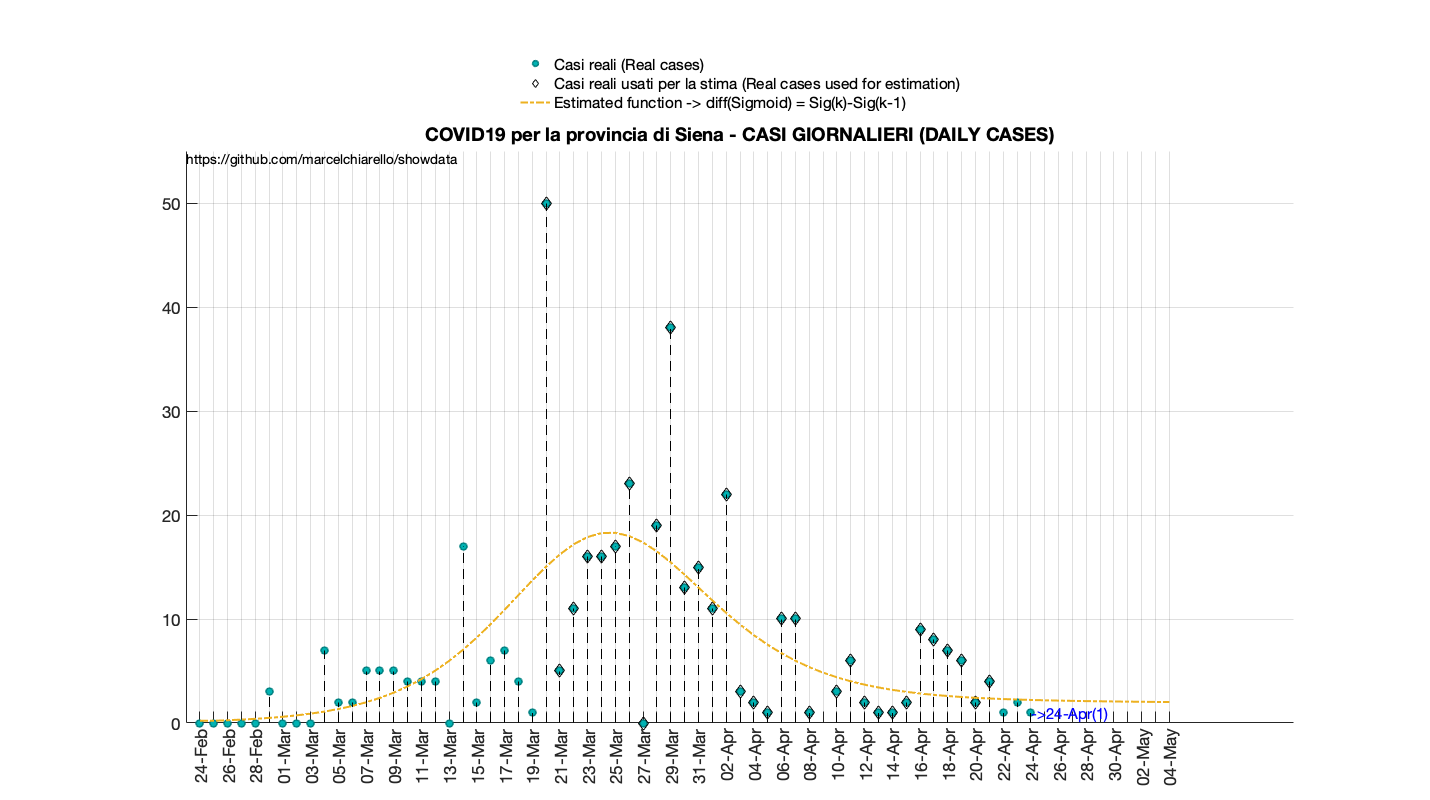 Casi reali (Real cases)
Casi reali usati per la stima (Real cases used for estimation)
Estimated function -> diff(Sigmoid) = Sig(k)-Sig(k-1)
COVID19 per la provincia di Siena - CASI GIORNALIERI (DAILY CASES)
https://github.com/marcelchiarello/showdata
50
40
30
20
10
0
->24-Apr(1)
24-Feb
26-Feb
28-Feb
01-Mar
03-Mar
05-Mar
07-Mar
09-Mar
11-Mar
13-Mar
15-Mar
17-Mar
19-Mar
21-Mar
23-Mar
25-Mar
27-Mar
29-Mar
31-Mar
02-Apr
04-Apr
06-Apr
08-Apr
10-Apr
12-Apr
14-Apr
16-Apr
18-Apr
20-Apr
22-Apr
24-Apr
26-Apr
28-Apr
30-Apr
02-May
04-May